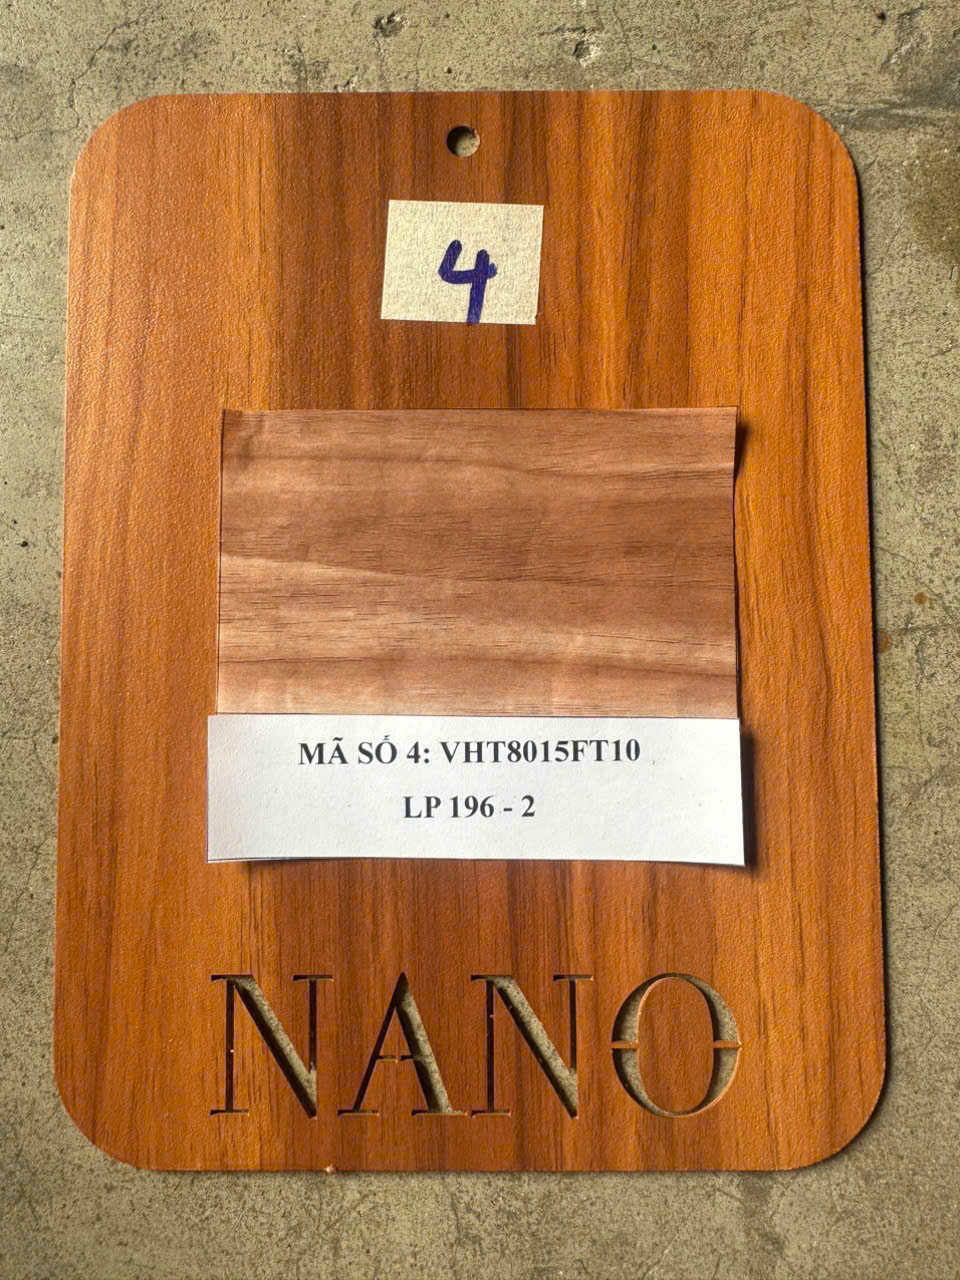 4
MÃ SỐ 4: VHT8015FT10
LP 196 - 2
NANO